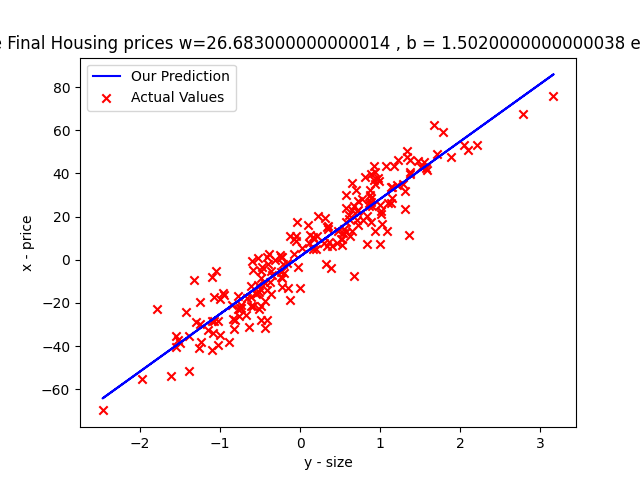 e Final Housing prices w=26.683000000000014 , b = 1.5020000000000038 e
Our Prediction
Actual Values
x - price
80
60
40
20
0
−20
−40
−60
−2
−1
0
1
2
3
y - size